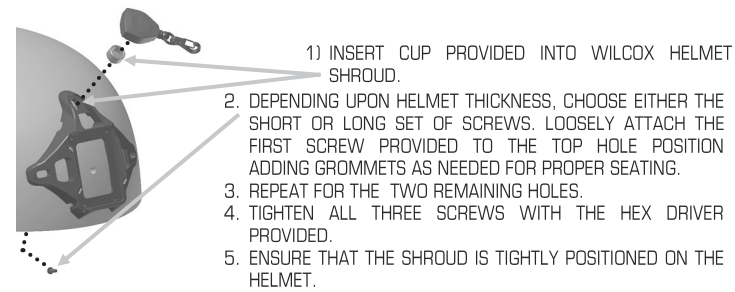 1) INSERT CUP PROVIDED INTO WILCOX HELMET
SHROUD.
2. DEPENDING UPON HELMET THICKNESS, CHOOSE EITHER THE
SHORT OR LONG SET OF SCREWS. LOOSELY ATTACH THE
FIRST SCREW PROVIDED TO THE TOP HOLE POSITION
ADDING GROMMETS AS NEEDED FOR PROPER SEATING.
3. REPEAT FOR THE TWO REMAINING HOLES.
4. TIGHTEN ALL THREE SCREWS WITH THE HEX DRIVER
PROVIDED.
5. ENSURE THAT THE SHROUD IS TIGHTLY POSITIONED ON THE
HELMET.